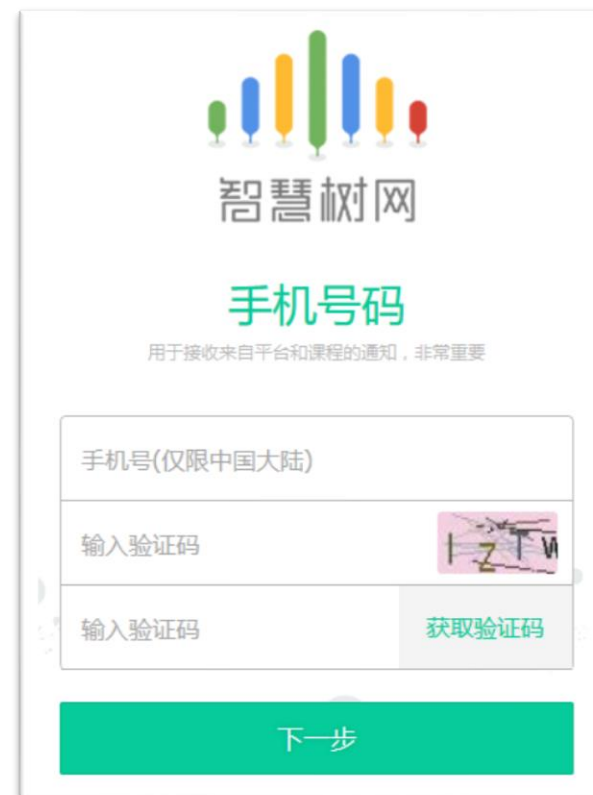 智慧树网
手机号码
用于接收来自平台和课程的通知，非常重要
手机号(仅限中国大陆)
输入验证码
输入验证码
获取验证码
下一步